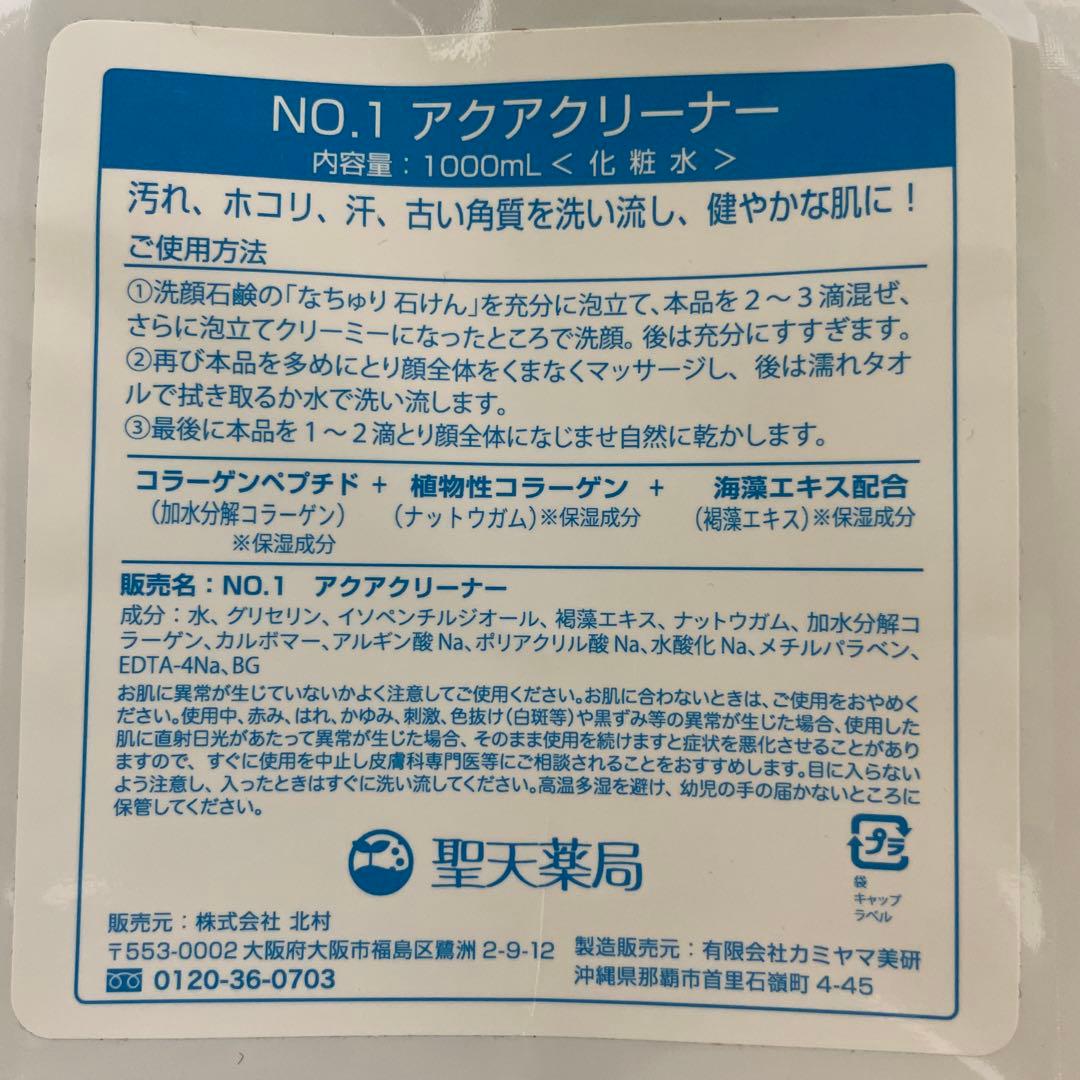 NO.1 アクアクリーナー
内容量：1000mL＜化粧水＞
汚れ、ホコリ、汗、古い角質を洗い流し、健やかな肌に！
ご使用方法
①洗顔石鹸の「なちゅり石けん」を充分に泡立て、本品を２～３滴混ぜ、
さらに泡立てクリーミーになったところで洗顔。後は充分にすすぎます。
②再び本品を多めにとり顔全体をくまなくマッサージし、後は濡れタオ
ルで拭き取るか水で洗い流します。
③最後に本品を１～２滴とり顔全体になじませ自然に乾かします。
コラーゲンペプチド ＋ 植物性コラーゲン ＋ 海藻エキス配合
（加水分解コラーゲン） （ナットウガム）※保湿成分 （褐藻エキス）※保湿成分
※保湿成分
販売名：NO.1　アクアクリーナー
成分：水、グリセリン、イソペンチルジオール、褐藻エキス、ナットウガム、加水分解コ
ラーゲン、カルボマー、アルギン酸Na、ポリアクリル酸Na、水酸化Na、メチルパラベン、
EDTA-4Na、BG
お肌に異常が生じていないかよく注意してご使用ください。お肌に合わないときは、ご使用をおやめく
ださい。使用中、赤み、はれ、かゆみ、刺激、色抜け（白斑等）や黒ずみ等の異常が生じた場合、使用した
肌に直射日光があたって異常が生じた場合、そのまま使用を続けますと症状を悪化させることがあり
ますので、すぐに使用を中止し皮膚科専門医等にご相談されることをおすすめします。目に入らない
よう注意し、入ったときはすぐに洗い流してください。高温多湿を避け、幼児の手の届かないところに
保管してください。
聖天薬局
プラ
袋
キャップ
ラベル
販売元：株式会社 北村
〒553-0002 大阪府大阪市福島区鷺洲 2-9-12
0120-36-0703
製造販売元：有限会社カミヤマ美研
沖縄県那覇市首里石嶺町 4-45